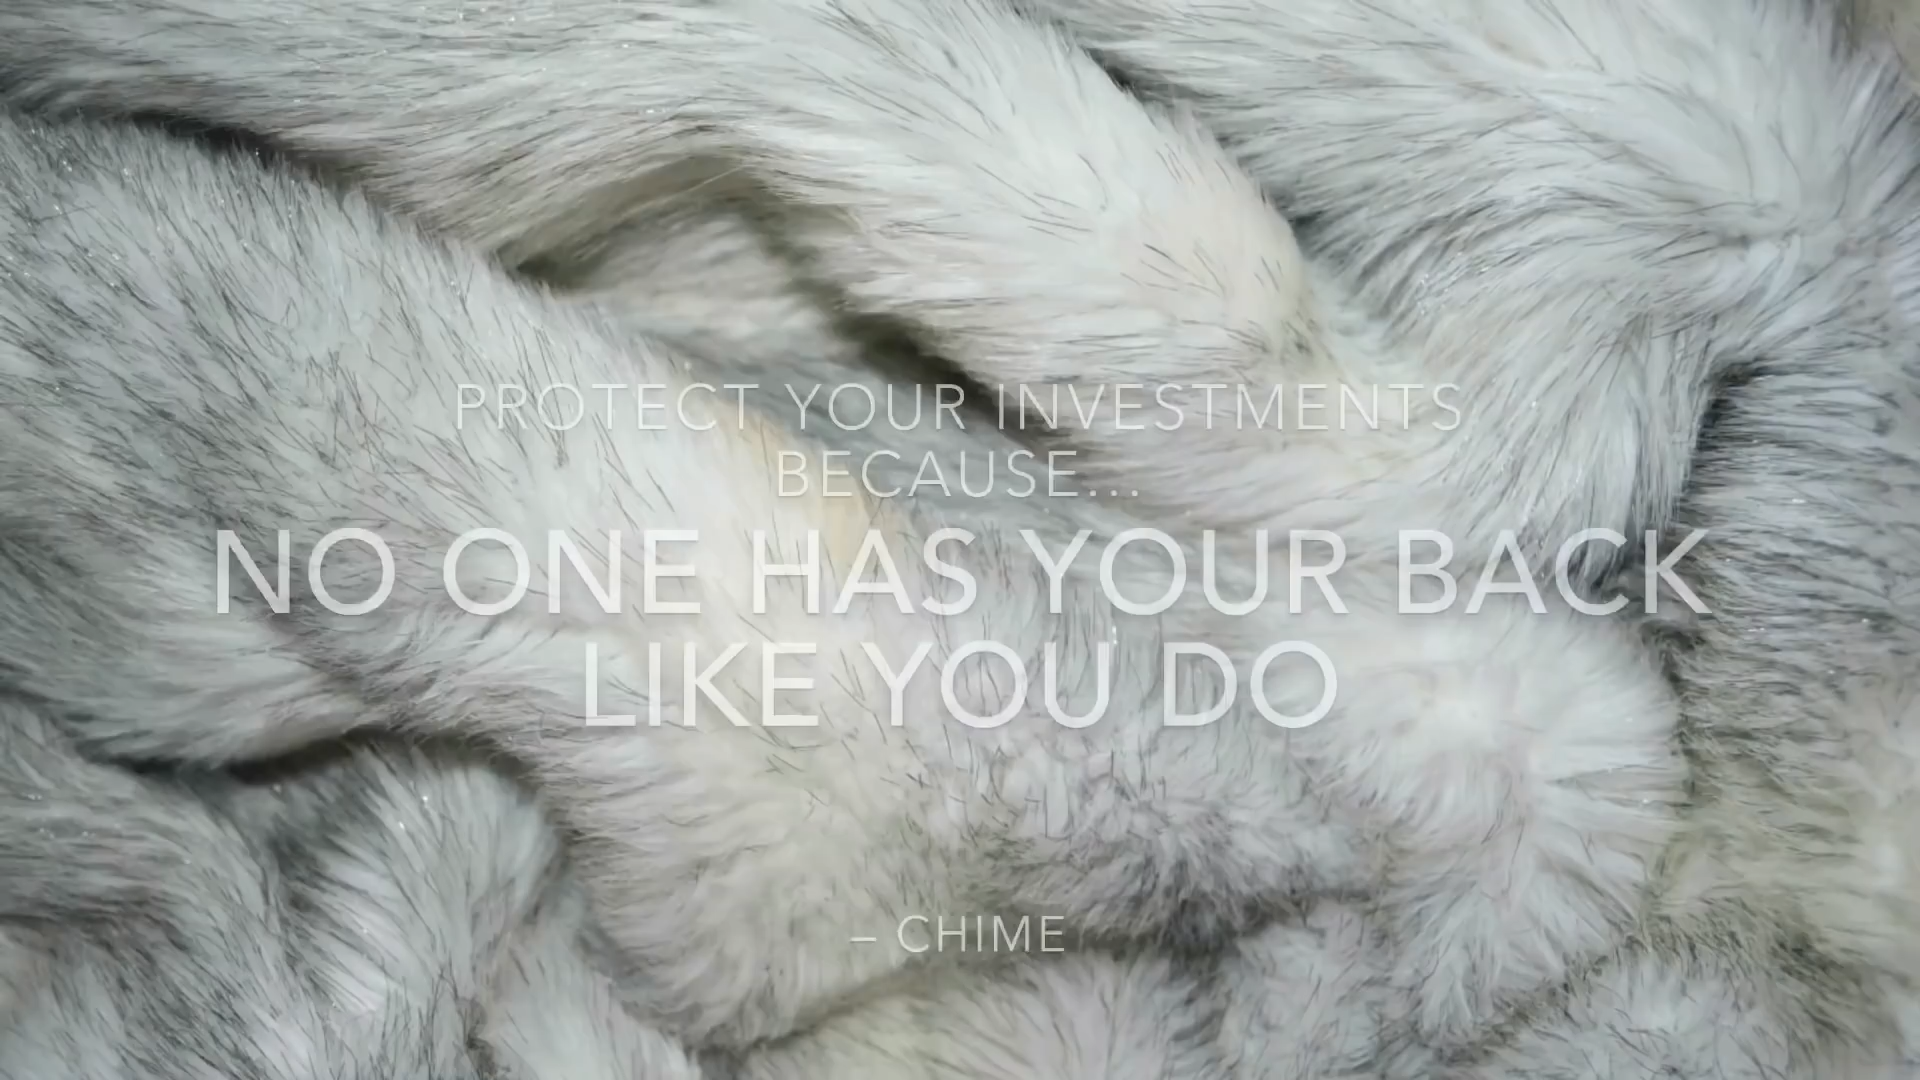 PROTECT YOUR INVESTMENTS
BECAUSE...
NO ONE HAS YOUR BACK
LIKE YOU DO
– CHIME